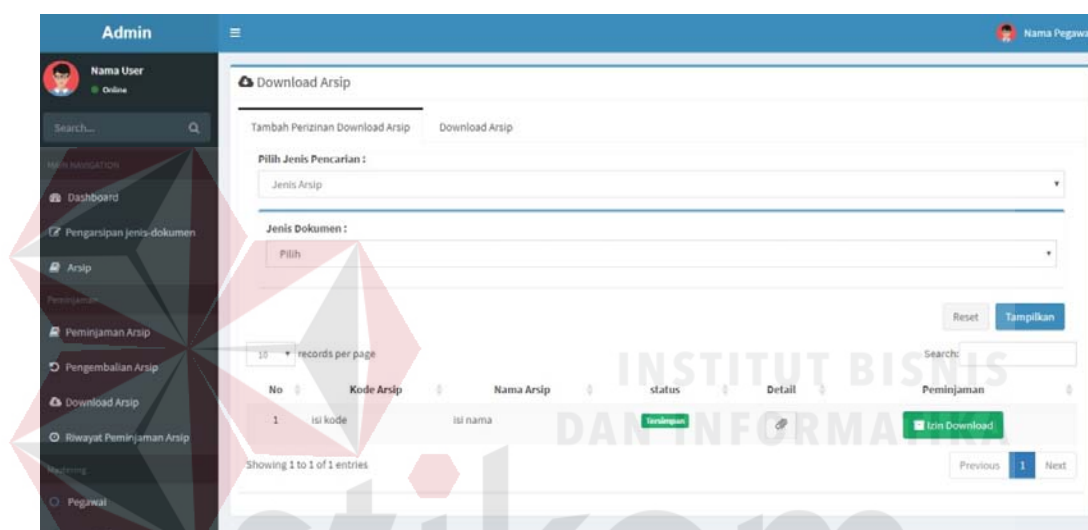 Admin
Nama Pegawa
Nama User
Online
Search...
MAIN NAVIGATION
Dashboard
Pengarsipan jenis-dokumen
Arsip
Peminjaman
Peminjaman Arsip
Pengembalian Arsip
Download Arsip
Riwayat Peminjaman Arsip
Mastering
Pegawai
Download Arsip
Tambah Perizinan Download Arsip Download Arsip
Pilih Jenis Pencarian :
Jenis Arsip
Jenis Dokumen :
Pilih
Reset Tampilkan
10 records per page Search:
No Kode Arsip Nama Arsip status Detail Peminjaman
1 isi kode isi nama Tersimpan Izin Download
Showing 1 to 1 of 1 entries Previous 1 Next
INSTITUT BISNIS
DAN INFORMATIKA
stikom